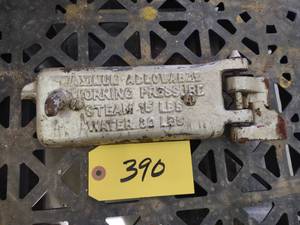 MAXIMUM ALLOWABLE
WORKING PRESSURE
STEAM 15 LBS
WATER 30 LBS
390